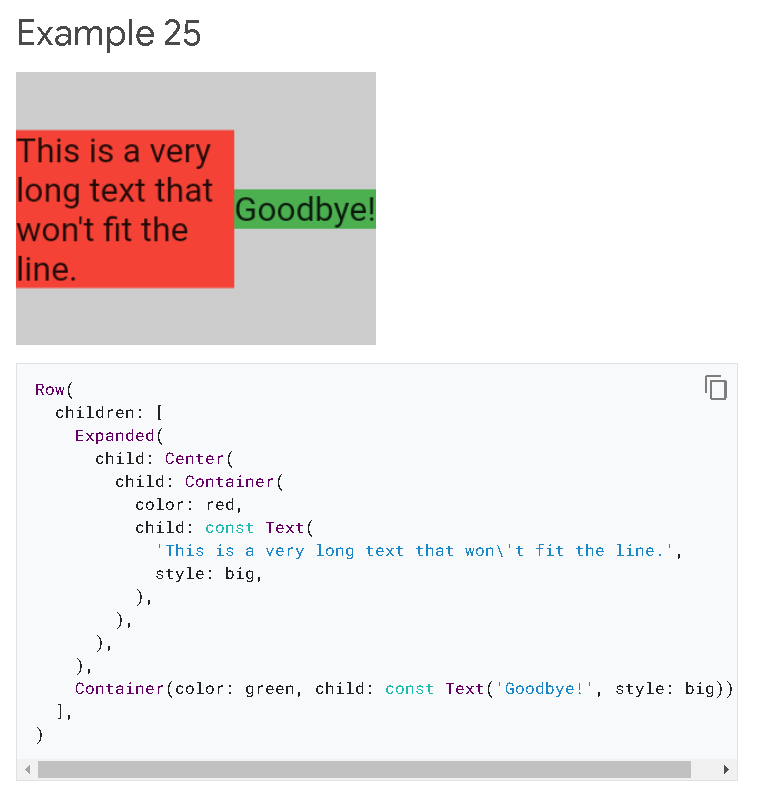 Example 25
This is a very
long text that
won't fit the
line.
Goodbye!
Row(
  children: [
    Expanded(
      child: Center(
        child: Container(
          color: red,
          child: const Text(
            'This is a very long text that won\'t fit the line.',
            style: big,
          ),
        ),
      ),
    ),
    Container(color: green, child: const Text('Goodbye!', style: big))
  ],
)